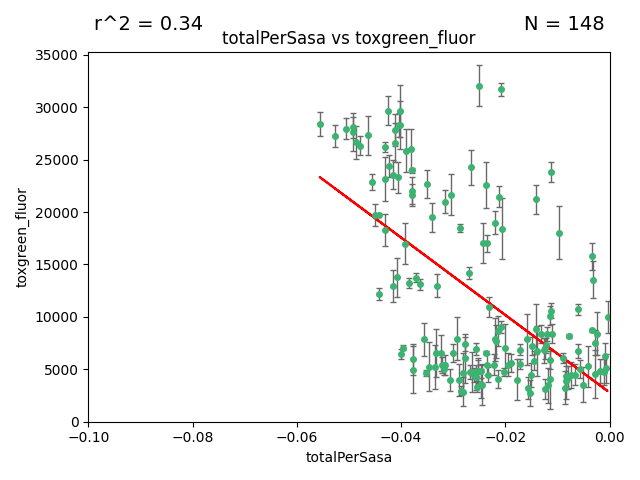 r^2 = 0.34
N = 148
totalPerSasa vs toxgreen_fluor
35000
30000
25000
20000
15000
10000
5000
0
toxgreen_fluor
−0.10
−0.08
−0.06
−0.04
−0.02
0.00
totalPerSasa